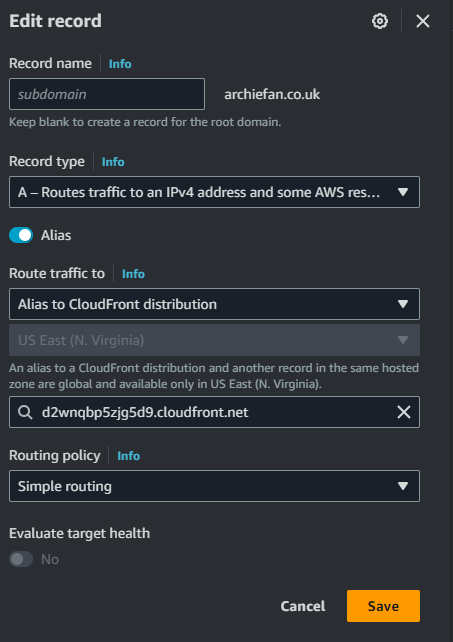 Edit record
Record name Info
subdomain
archiefan.co.uk
Keep blank to create a record for the root domain.
Record type Info
A – Routes traffic to an IPv4 address and some AWS res...
Alias
Route traffic to Info
Alias to CloudFront distribution
US East (N. Virginia)
An alias to a CloudFront distribution and another record in the same hosted
zone are global and available only in US East (N. Virginia).
d2wnqbp5zjg5d9.cloudfront.net
Routing policy Info
Simple routing
Evaluate target health
No
Cancel
Save